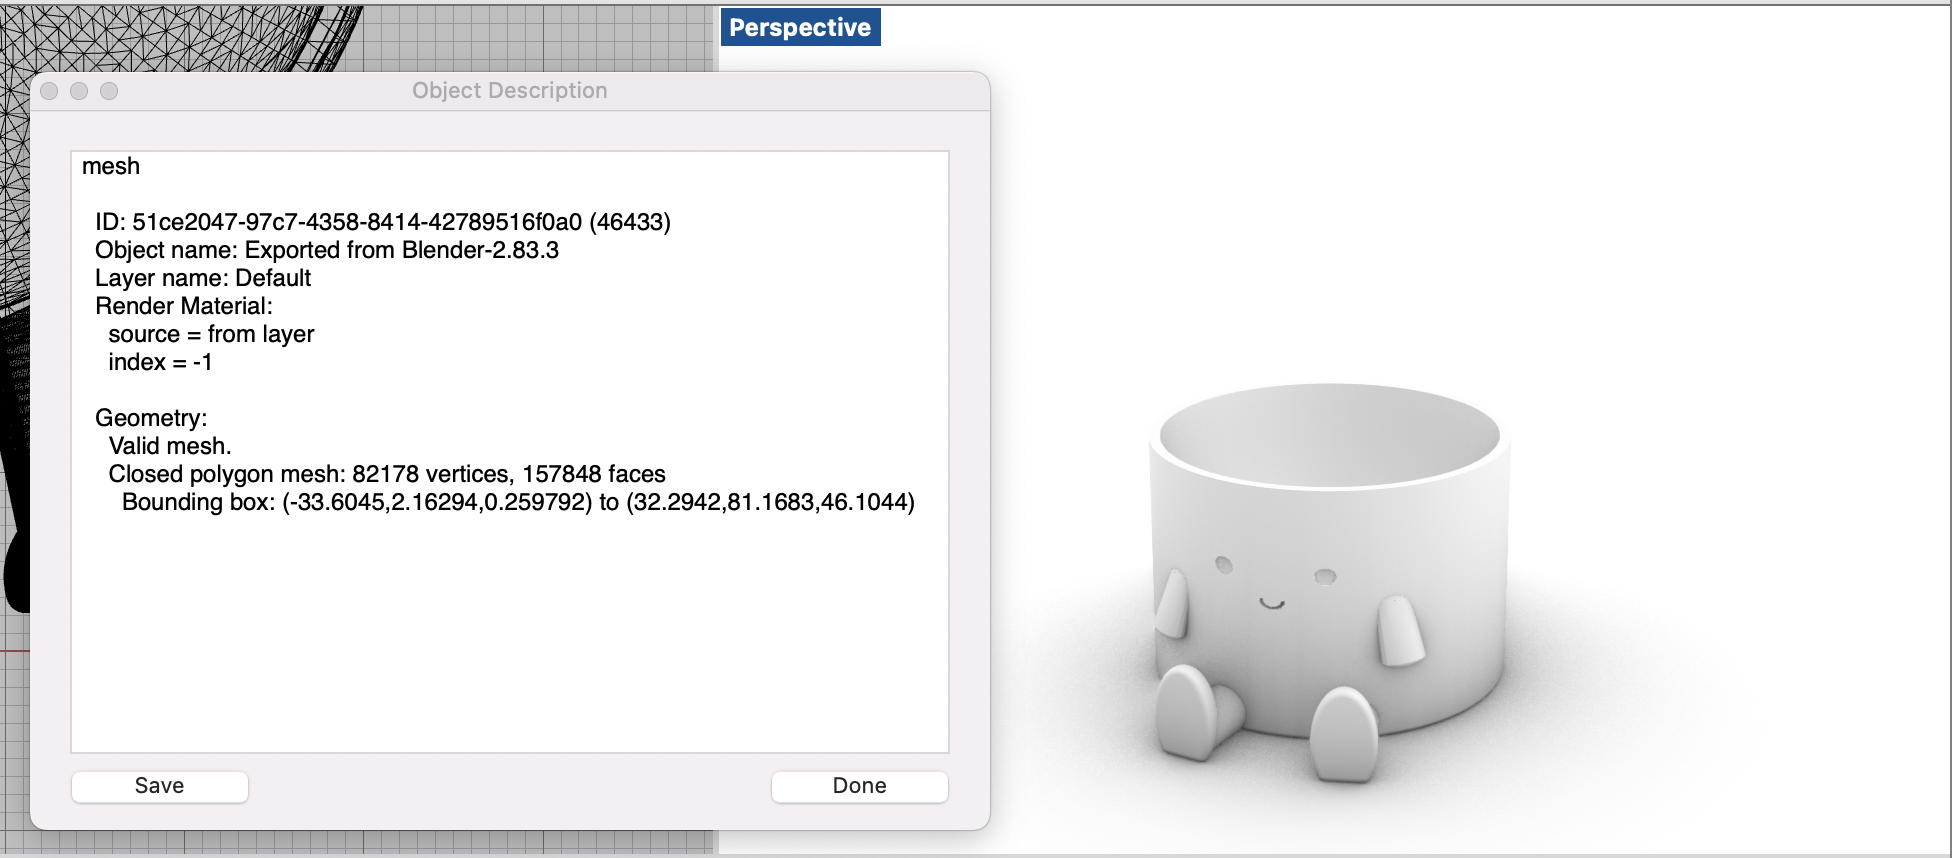 Perspective
Object Description
mesh
ID: 51ce2047-97c7-4358-8414-42789516f0a0 (46433)
Object name: Exported from Blender-2.83.3
Layer name: Default
Render Material:
source = from layer
index = -1
Geometry:
Valid mesh.
Closed polygon mesh: 82178 vertices, 157848 faces
Bounding box: (-33.6045,2.16294,0.259792) to (32.2942,81.1683,46.1044)
Save
Done